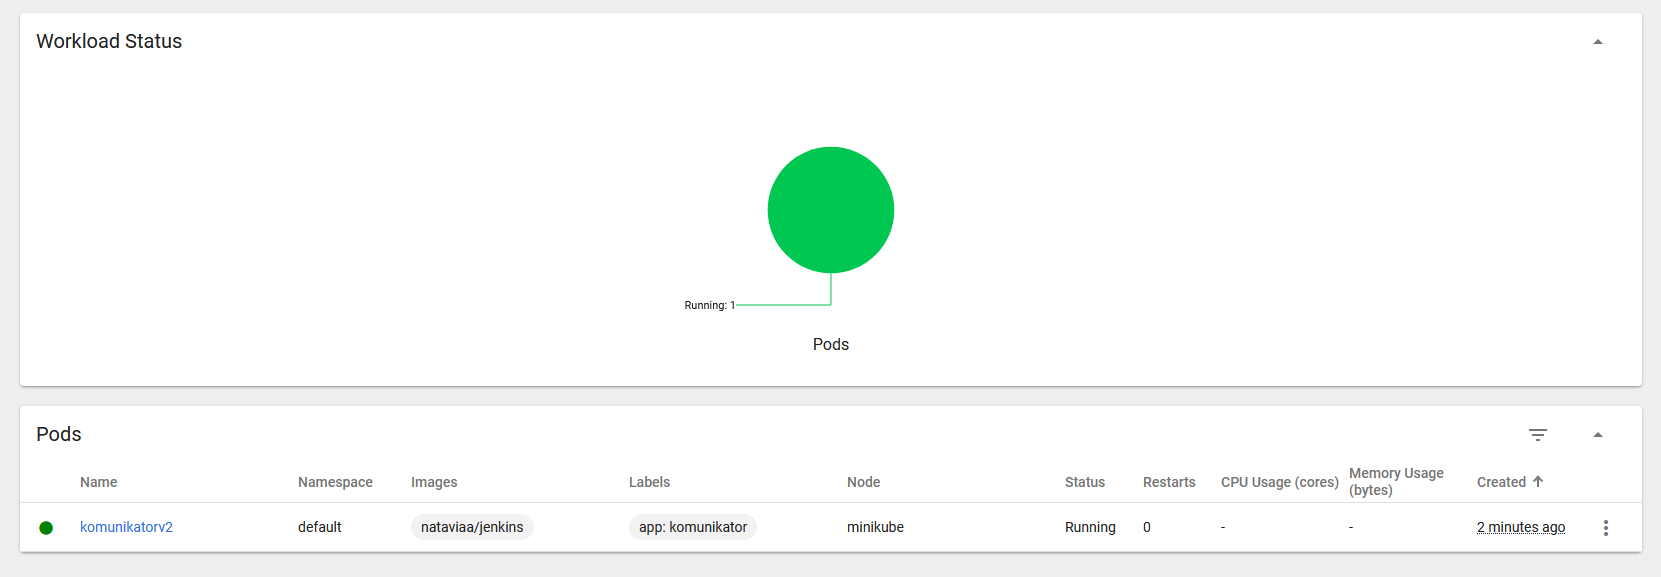 Workload Status
Running: 1
Pods
Pods
Name Namespace Images Labels Node Status Restarts CPU Usage (cores) Memory Usage (bytes) Created
komunikatorv2 default nataviaa/jenkins app: komunikator minikube Running 0 - - 2 minutes ago